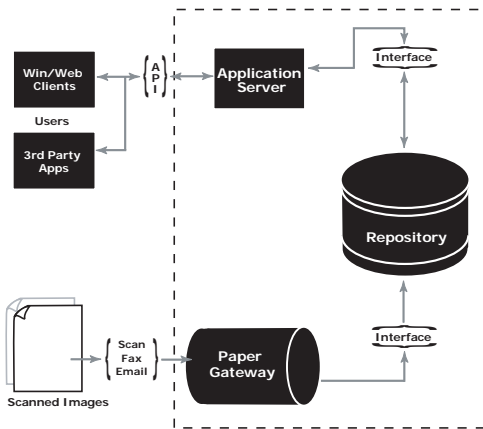 Win/Web
Clients
Users
3rd Party
Apps
A
P
I
Application
Server
Interface
Repository
Interface
Scan
Fax
Email
Paper
Gateway
Scanned Images